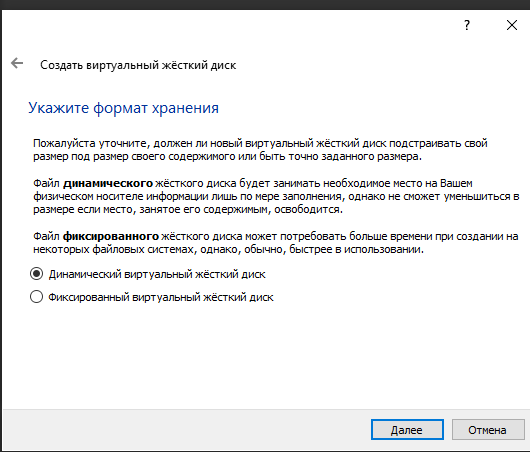 ?
Создать виртуальный жёсткий диск
Укажите формат хранения
Пожалуйста уточните, должен ли новый виртуальный жёсткий диск подстраивать свой
размер под размер своего содержимого или быть точно заданного размера.
Файл динамического жёсткого диска будет занимать необходимое место на Вашем
физическом носителе информации лишь по мере заполнения, однако не сможет уменьшиться в
размере если место, занятое его содержимым, освободится.
Файл фиксированного жёсткого диска может потребовать больше времени при создании на
некоторых файловых системах, однако, обычно, быстрее в использовании.
Динамический виртуальный жёсткий диск
Фиксированный виртуальный жёсткий диск
Далее
Отмена